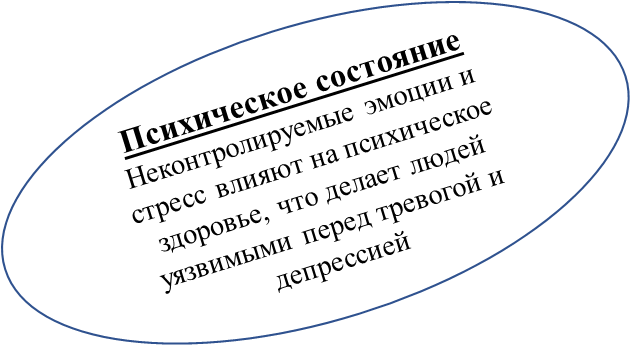 Психическое состояние
Неконтролируемые эмоции и
стресс влияют на психическое
здоровье, что делает людей
уязвимыми перед тревогой и
депрессией